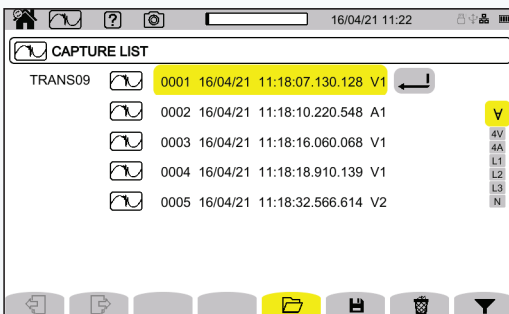 ? 16/04/21 11:22
CAPTURE LIST
TRANS09 0001 16/04/21 11:18:07.130.128 V1
0002 16/04/21 11:18:10.220.548 A1
0003 16/04/21 11:18:16.060.068 V1
0004 16/04/21 11:18:18.910.139 V1
0005 16/04/21 11:18:32.566.614 V2
∀
4V
4A
L1
L2
L3
N